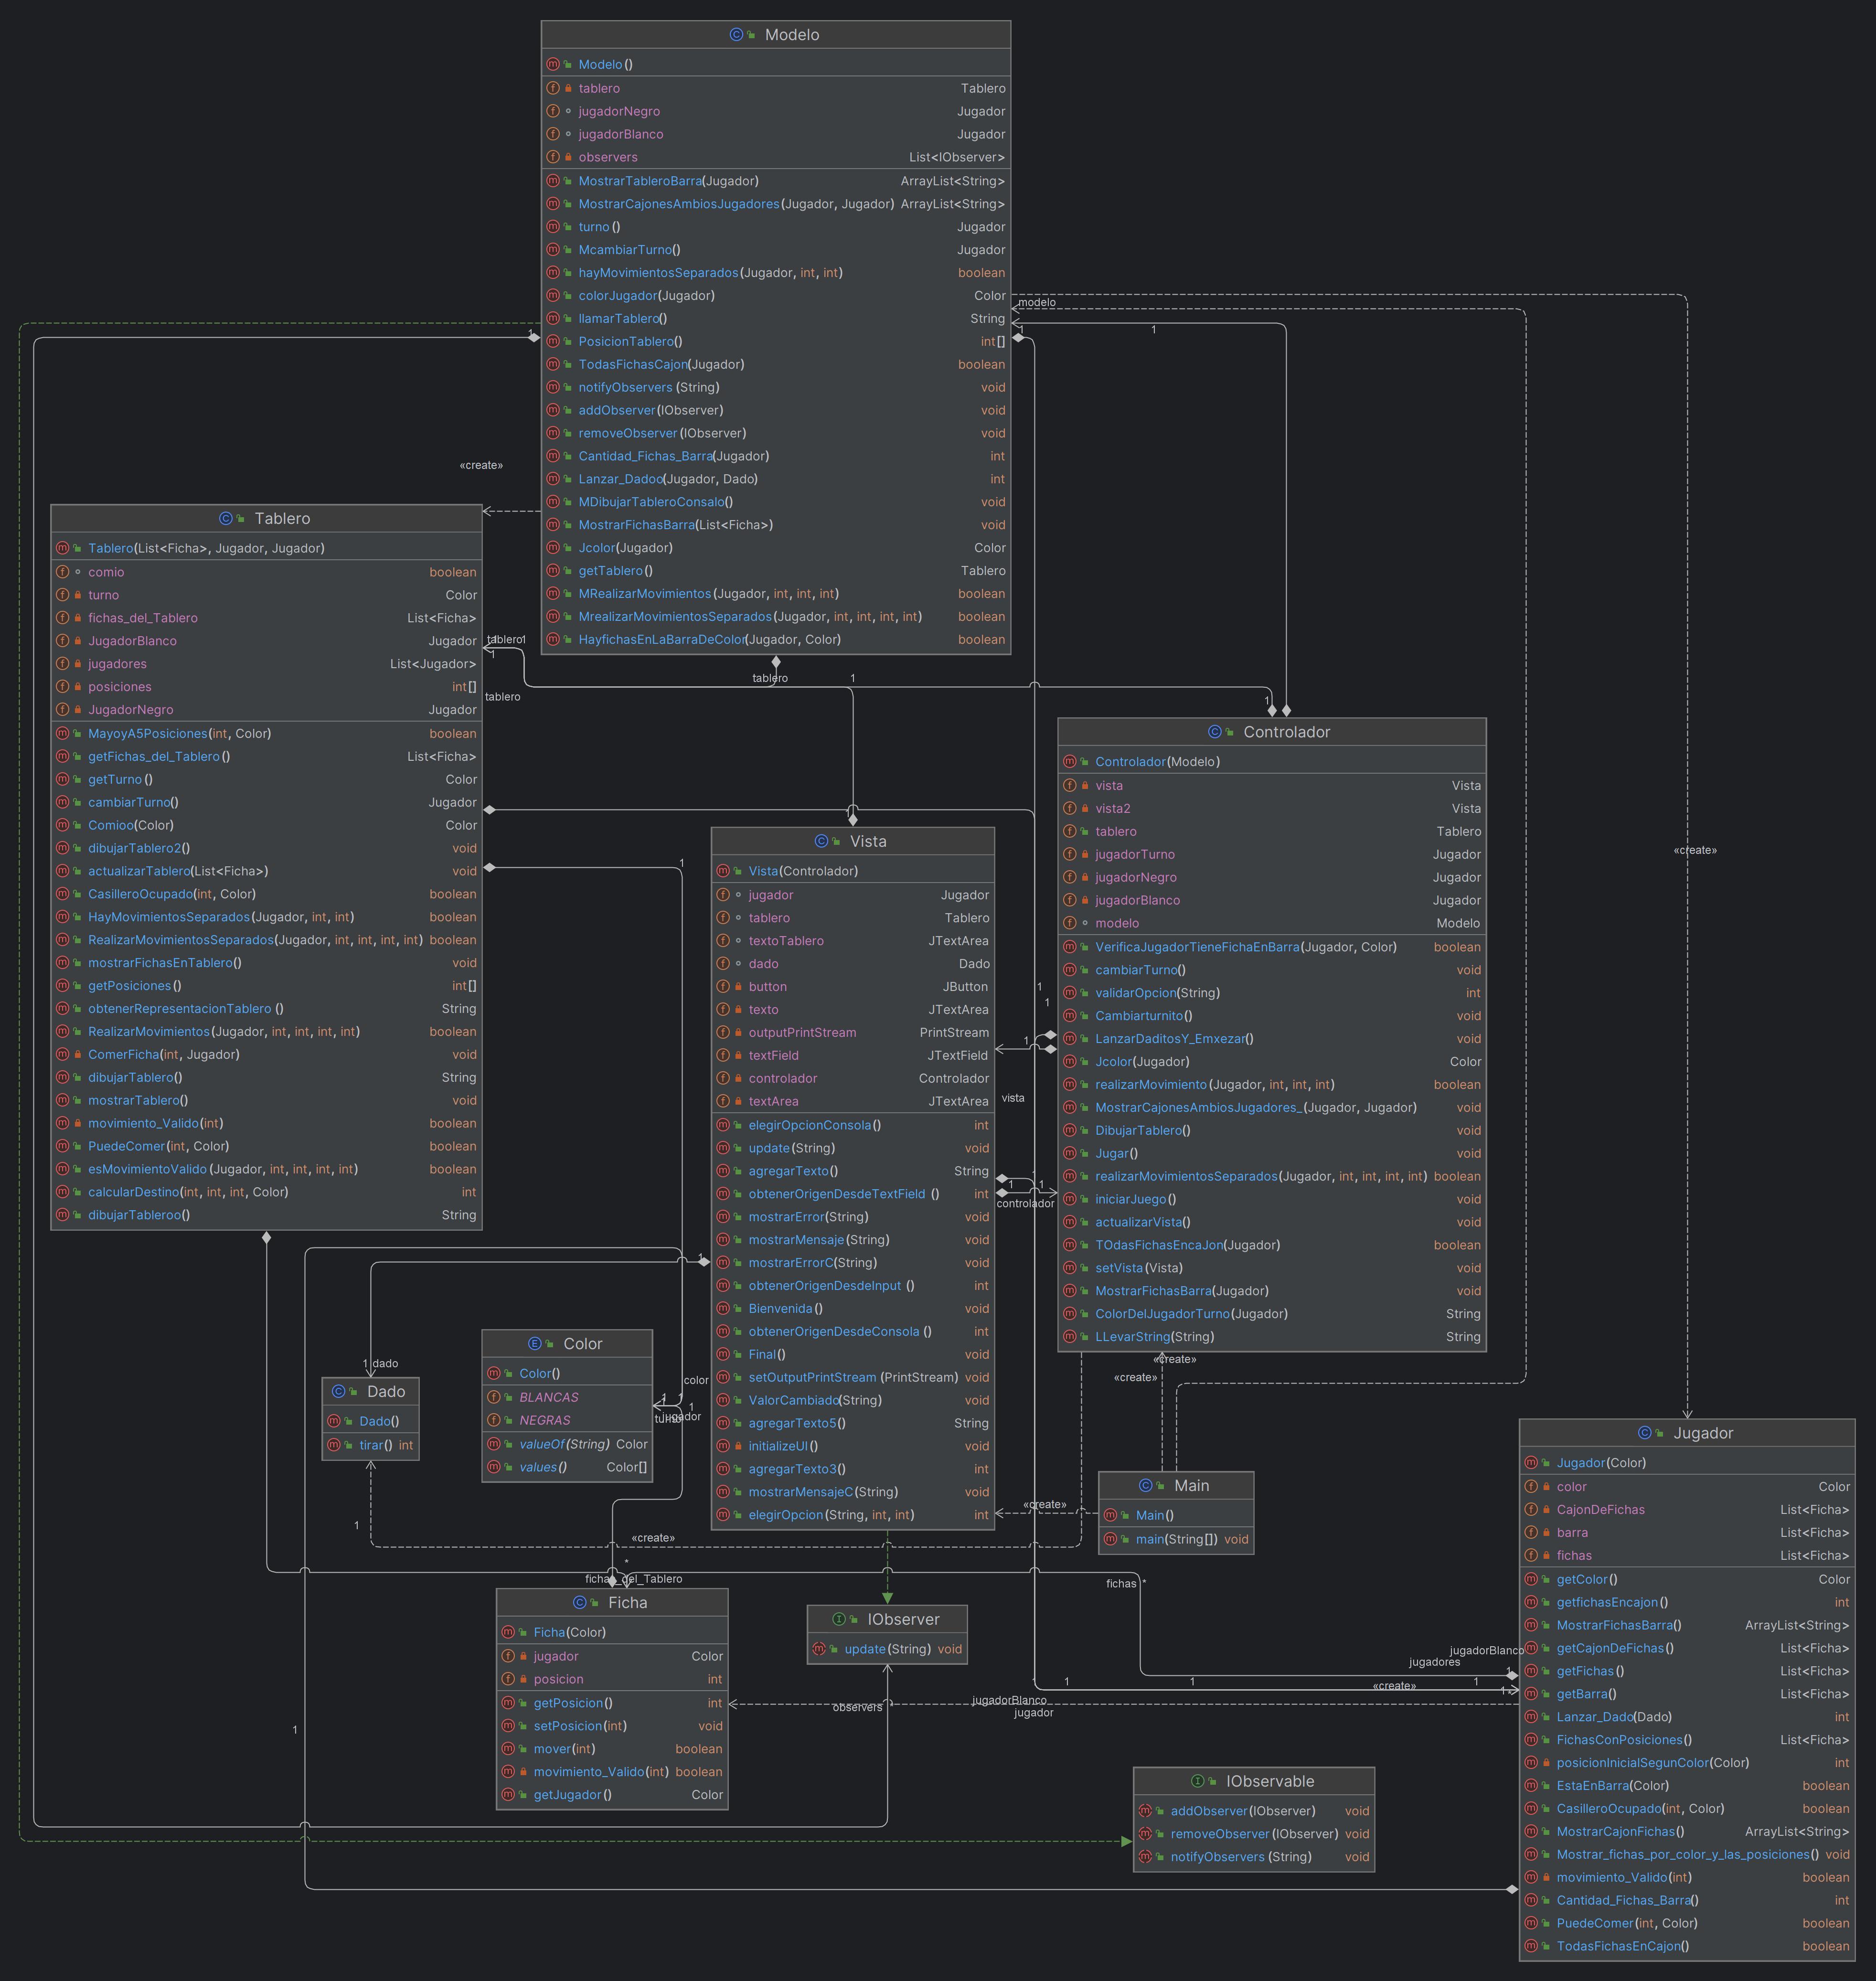 Modelo
Modelo()
tablero Tablero
jugadorNegro Jugador
jugadorBlanco Jugador
observers List<IObserver>
MostrarTableroBarra(Jugador) ArrayList<String>
MostrarCajonesAmbiosJugadores(Jugador, Jugador) ArrayList<String>
turno() Jugador
McambiarTurno() Jugador
hayMovimientosSeparados(Jugador, int, int) boolean
colorJugador(Jugador) Color
llamarTablero() String
PosicionTablero() int[]
TodasFichasCajon(Jugador) boolean
notifyObservers(String) void
addObserver(IObserver) void
removeObserver(IObserver) void
Cantidad_Fichas_Barra(Jugador) int
Lanzar_Dadoo(Jugador, Dado) int
MDibujarTableroConsalo() void
MostrarFichasBarra(List<Ficha>) void
Jcolor(Jugador) Color
getTablero() Tablero
MRealizarMovimientos(Jugador, int, int, int) boolean
MrealizarMovimientosSeparados(Jugador, int, int, int, int) boolean
HayfichasEnLaBarraDeColor(Jugador, Color) boolean
modelo
1
1
1
«create»
«create»
Tablero
Tablero(List<Ficha>, Jugador, Jugador)
comio boolean
turno Color
fichas_del_Tablero List<Ficha>
JugadorBlanco Jugador
jugadores List<Jugador>
posiciones int[]
JugadorNegro Jugador
MayoyA5Posiciones(int, Color) boolean
getFichas_del_Tablero() List<Ficha>
getTurno() Color
cambiarTurno() Jugador
Comioo(Color) Color
dibujarTablero2() void
actualizarTablero(List<Ficha>) void
CasilleroOcupado(int, Color) boolean
HayMovimientosSeparados(Jugador, int, int) boolean
RealizarMovimientosSeparados(Jugador, int, int, int, int) boolean
mostrarFichasEnTablero() void
getPosiciones() int[]
obtenerRepresentacionTablero() String
RealizarMovimientos(Jugador, int, int, int, int) boolean
ComerFicha(int, Jugador) void
dibujarTablero() String
mostrarTablero() void
movimiento_Valido(int) boolean
PuedeComer(int, Color) boolean
esMovimientoValido(Jugador, int, int, int, int) boolean
calcularDestino(int, int, int, Color) int
dibujarTableroo() String
tablero
1
1
tablero
tablero
1
1
1
Controlador
Controlador(Modelo)
vista Vista
vista2 Vista
tablero Tablero
jugadorTurno Jugador
jugadorNegro Jugador
jugadorBlanco Jugador
modelo Modelo
VerificaJugadorTieneFichaEnBarra(Jugador, Color) boolean
cambiarTurno() void
validarOpcion(String) int
Cambiarturnito() void
LanzarDaditosY_Emxezar() void
Jcolor(Jugador) Color
realizarMovimiento(Jugador, int, int, int) boolean
MostrarCajonesAmbiosJugadores_(Jugador, Jugador) void
DibujarTablero() void
Jugar() void
realizarMovimientosSeparados(Jugador, int, int, int, int) boolean
iniciarJuego() void
actualizarVista() void
TOdasFichasEncaJon(Jugador) boolean
setVista(Vista) void
MostrarFichasBarra(Jugador) void
ColorDelJugadorTurno(Jugador) String
LLevarString(String) String
Vista
Vista(Controlador)
jugador Jugador
tablero Tablero
textoTablero JTextArea
dado Dado
button JButton
texto JTextArea
outputPrintStream PrintStream
textField JTextField
controlador Controlador
textArea JTextArea
elegirOpcionConsola() int
update(String) void
agregarTexto() String
obtenerOrigenDesdeTextField() int
mostrarError(String) void
mostrarMensaje(String) void
mostrarErrorC(String) void
obtenerOrigenDesdeInput() int
Bienvenida() void
obtenerOrigenDesdeConsola() int
Final() void
setOutputPrintStream(PrintStream) void
ValorCambiado(String) void
agregarTexto5() String
initializeUI() void
agregarTexto3() int
mostrarMensajeC(String) void
elegirOpcion(String, int, int) int
1
1
1
1
vista
1
1
1
controlador
1
«create»
«create»
«create»
Color
Color()
BLANCAS
NEGRAS
valueOf(String) Color
values() Color[]
color
1
1
1
turno
jugador
1 dado
Dado
Dado()
tirar() int
1
«create»
Main
Main()
main(String[]) void
Jugador
Jugador(Color)
color Color
CajonDeFichas List<Ficha>
barra List<Ficha>
fichas List<Ficha>
getColor() Color
getfichasEncajon() int
MostrarFichasBarra() ArrayList<String>
getCajonDeFichas() List<Ficha>
getFichas() List<Ficha>
getBarra() List<Ficha>
Lanzar_Dado(Dado) int
FichasConPosiciones() List<Ficha>
posicionInicialSegunColor(Color) int
EstaEnBarra(Color) boolean
CasilleroOcupado(int, Color) boolean
MostrarCajonFichas() ArrayList<String>
Mostrar_fichas_por_color_y_las_posiciones() void
movimiento_Valido(int) boolean
Cantidad_Fichas_Barra() int
PuedeComer(int, Color) boolean
TodasFichasEnCajon() boolean
*
fichas_del_Tablero
fichas *
Ficha
Ficha(Color)
jugador Color
posicion int
getPosicion() int
setPosicion(int) void
mover(int) boolean
movimiento_Valido(int) boolean
getJugador() Color
IObserver
update(String) void
jugadorBlanco
jugadores
1
1
1
«create»
observers
jugadorBlanco
jugador
1
IObservable
addObserver(IObserver) void
removeObserver(IObserver) void
notifyObservers(String) void